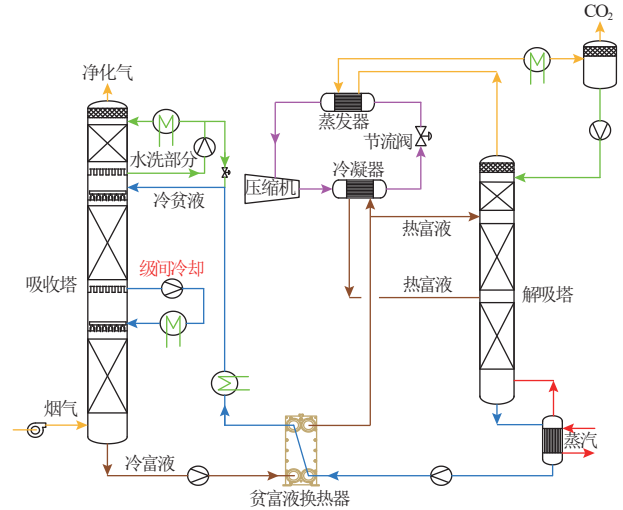 CO₂
净化气
蒸发器
节流阀
水洗部分
冷凝器
压缩机
冷贫液
热富液
级间冷却
吸收塔
热富液
解吸塔
烟气
蒸汽
冷富液
贫富液换热器